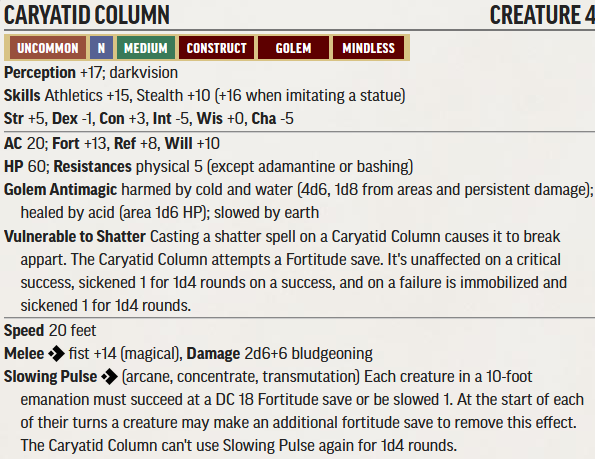 CARYATID COLUMN CREATURE 4
UNCOMMON N MEDIUM CONSTRUCT GOLEM MINDLESS
Perception +17; darkvision
Skills Athletics +15, Stealth +10 (+16 when imitating a statue)
Str +5, Dex -1, Con +3, Int -5, Wis +0, Cha -5
AC 20; Fort +13, Ref +8, Will +10
HP 60; Resistances physical 5 (except adamantine or bashing)
Golem Antimagic harmed by cold and water (4d6, 1d8 from areas and persistent damage);
healed by acid (area 1d6 HP); slowed by earth
Vulnerable to Shatter Casting a shatter spell on a Caryatid Column causes it to break
appart. The Caryatid Column attempts a Fortitude save. It's unaffected on a critical
success, sickened 1 for 1d4 rounds on a success, and on a failure is immobilized and
sickened 1 for 1d4 rounds.
Speed 20 feet
Melee ◆ fist +14 (magical), Damage 2d6+6 bludgeoning
Slowing Pulse ◆ (arcane, concentrate, transmutation) Each creature in a 10-foot
emanation must succeed at a DC 18 Fortitude save or be slowed 1. At the start of each
of their turns a creature may make an additional fortitude save to remove this effect.
The Caryatid Column can't use Slowing Pulse again for 1d4 rounds.